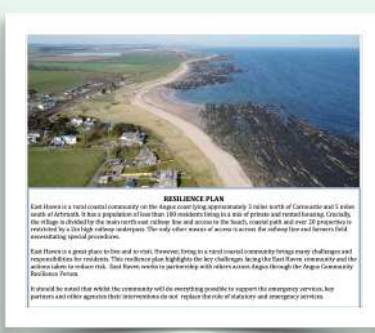 RESILIENCE PLAN
East Haven is a rural community on the Angus coast lying approximately 3 miles north of Carnoustie and 5 miles
south of Arbroath. It has a population of less than 100 residents living in a mix of private and rented housing. Crucially,
the village is divided by the main north east railway line and access to the beach, coastal path and over 20 properties is
restricted by a 2m high railway underpass. The only other means of access is across the railway line and farmers field
necessitating special procedures.
East Haven is a great place to live and to visit. However, living in a rural coastal community brings many challenges and
responsibilities for residents. This resilience plan highlights the key challenges facing the East Haven community and the
actions taken to reduce risk. East Haven works in partnership with others across Angus through the Angus Community
Resilience Forum.
It should be noted that whilst the community will do everything possible to support the emergency services, key
partners and other agencies their interventions do not replace the role of statutory and emergency services.